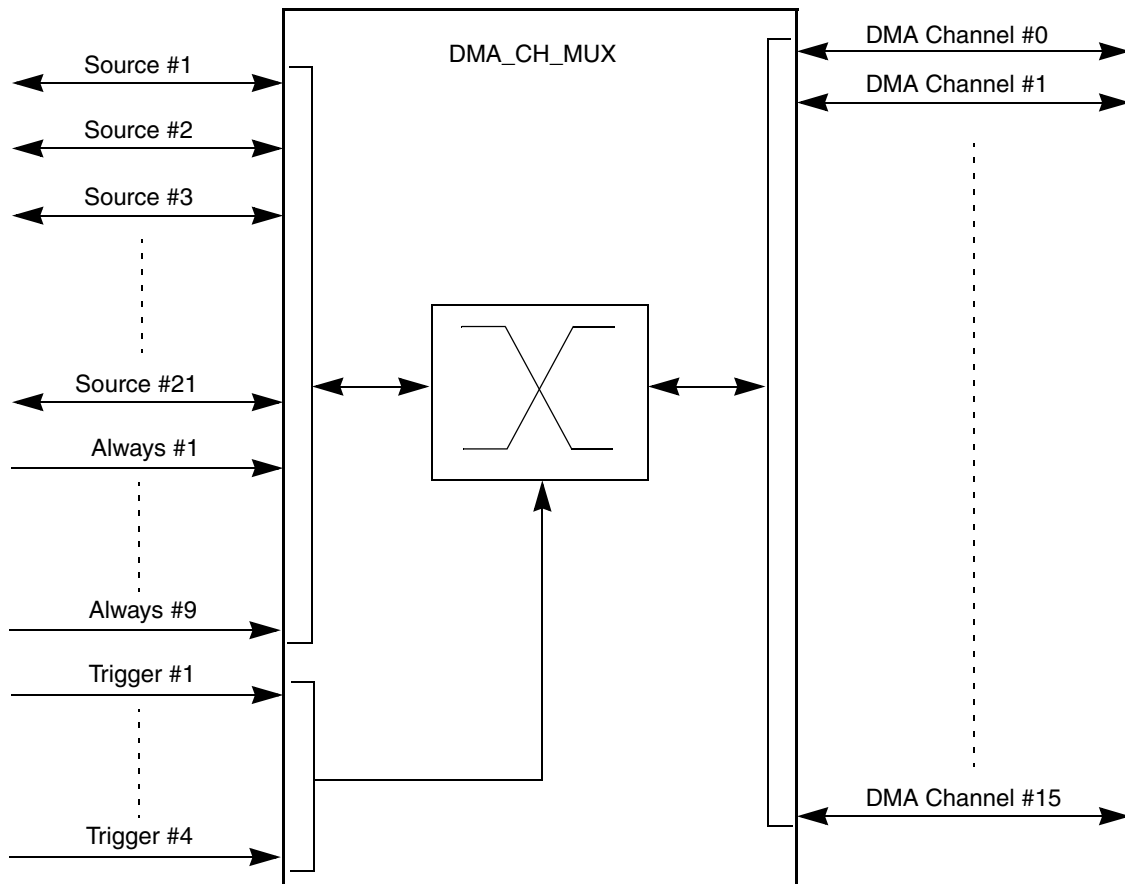 DMA_CH_MUX
Source #1
Source #2
Source #3
Source #21
Always #1
Always #9
Trigger #1
Trigger #4
DMA Channel #0
DMA Channel #1
DMA Channel #15